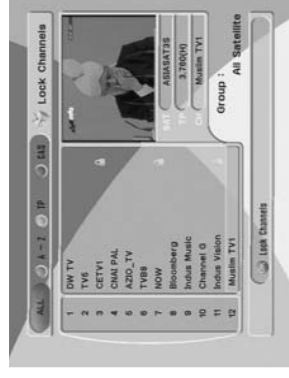 ALL A - Z TP CAS Lock Channels
1 DW TV
2 TV5
3 CETV1
4 CNAI PAL
5 AZIO_TV
6 TVB8
7 NOW
8 Bloomberg
9 Indus Music
10 Channel G
11 Indus Vision
12 Muslim TV1
SAT ASIASAT3S
TP 3.760(H)
CH Muslim TV1
Group :
All Satellite
Lock Channels